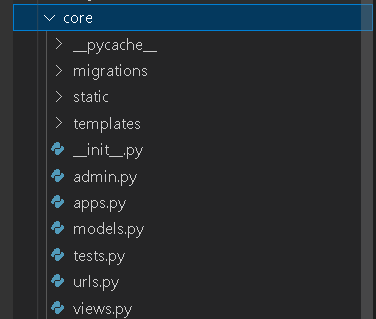 core
__pycache__
migrations
static
templates
__init__.py
admin.py
apps.py
models.py
tests.py
urls.py
views.py